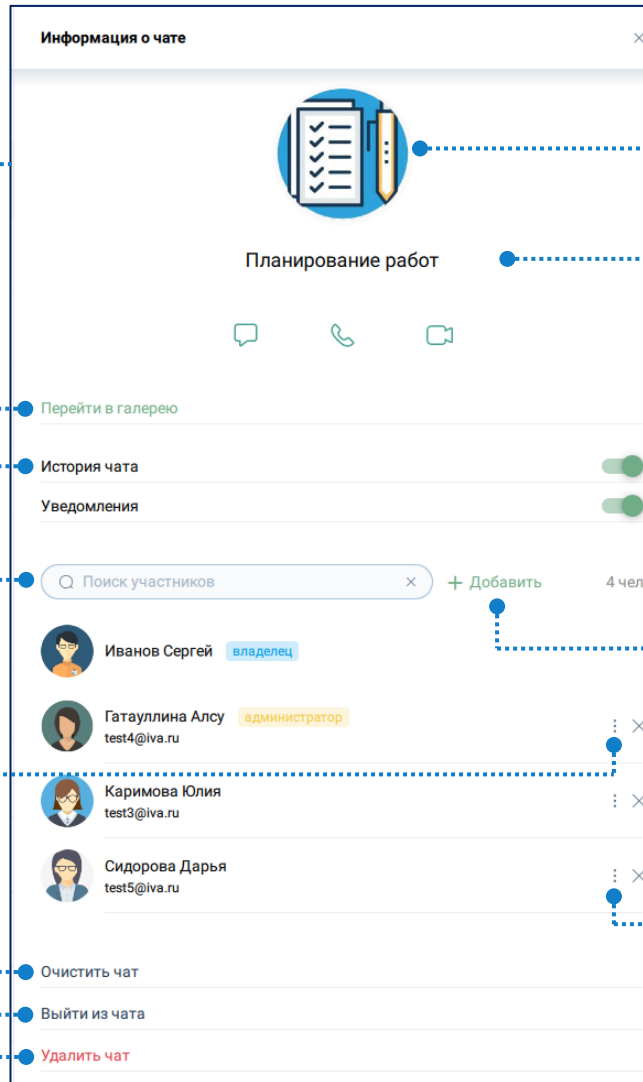 Информация о чате
Планирование работ
Перейти в галерею
История чата
Уведомления
Поиск участников
+ Добавить
4 чел
Иванов Сергей владелец
Гатауллина Алсу администратор
test4@iva.ru
Каримова Юлия
test3@iva.ru
Сидорова Дарья
test5@iva.ru
Очистить чат
Выйти из чата
Удалить чат